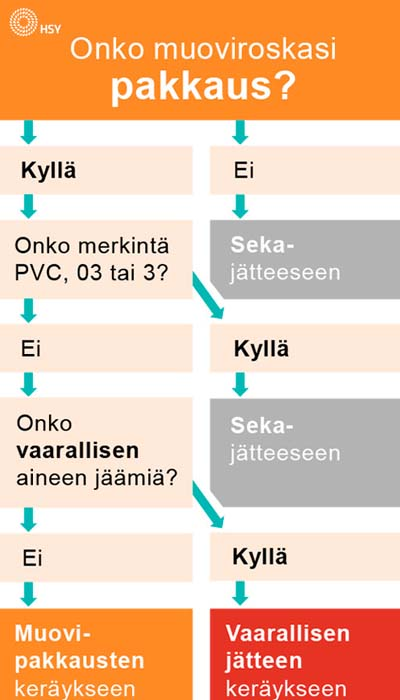 HSY
Onko muoviroskasi
pakkaus?
Kyllä
Ei
Onko merkintä
PVC, 03 tai 3?
Seka-
jätteeseen
Ei
Kyllä
Onko
vaarallisen
aineen jäämiä?
Seka-
jätteeseen
Ei
Kyllä
Muovi-
pakkausten
keräykseen
Vaarallisen
jätteen
keräykseen